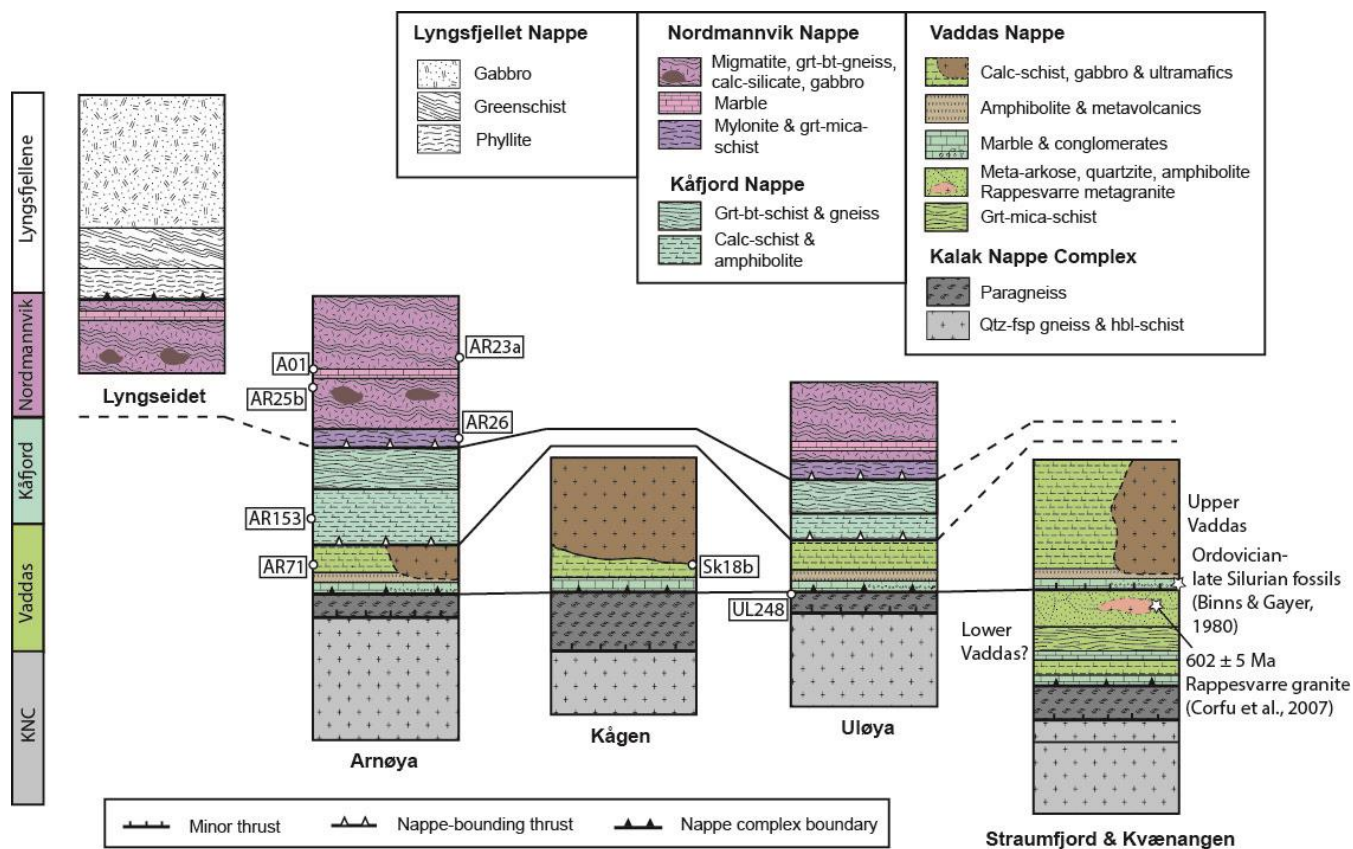 Lyngsfjellet Nappe
Gabbro
Greenschist
Phyllite
Nordmannvik Nappe
Migmatite, grt-bt-gneiss,
calc-silicate, gabbro
Marble
Mylonite & grt-mica-
schist
Kåfjord Nappe
Grt-bt-schist & gneiss
Calc-schist &
amphibolite
Vaddas Nappe
Calc-schist, gabbro & ultramafics
Amphibolite & metavolcanics
Marble & conglomerates
Meta-arkose, quartzite, amphibolite
Rappesvarre metagranite
Grt-mica-schist
Kalak Nappe Complex
Paragneiss
Qtz-fsp gneiss & hbl-schist
Lyngsfjellene
Nordmannvik
Kåfjord
Vaddas
KNC
Lyngseidet
A01
AR25b
AR23a
AR26
AR153
AR71
Arnøya
Sk18b
Kågen
UL248
Uløya
Lower
Vaddas?
Upper
Vaddas
Ordovician-
late Silurian fossils
(Binns & Gayer,
1980)
602 ± 5 Ma
Rappesvarre granite
(Corfu et al., 2007)
Straumfjord & Kvænangen
Minor thrust
Nappe-bounding thrust
Nappe complex boundary